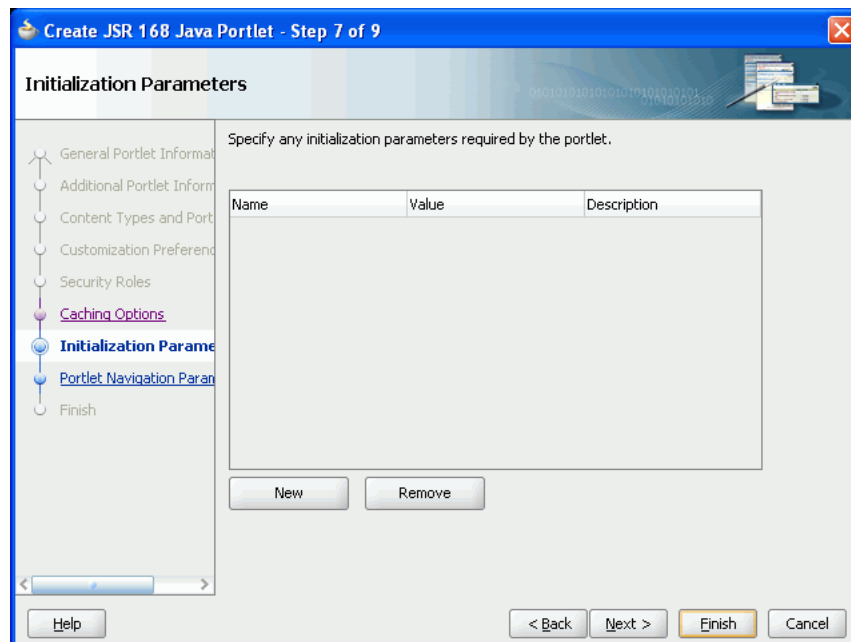 Create JSR 168 Java Portlet - Step 7 of 9
Initialization Parameters
General Portlet Informat
Additional Portlet Inform
Content Types and Port
Customization Preferenc
Security Roles
Caching Options
Initialization Parame
Portlet Navigation Param
Finish
Specify any initialization parameters required by the portlet.
Name Value Description
New Remove
Help < Back Next > Finish Cancel